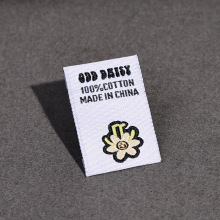 ODD DAISY
100% COTTON
MADE IN CHINA